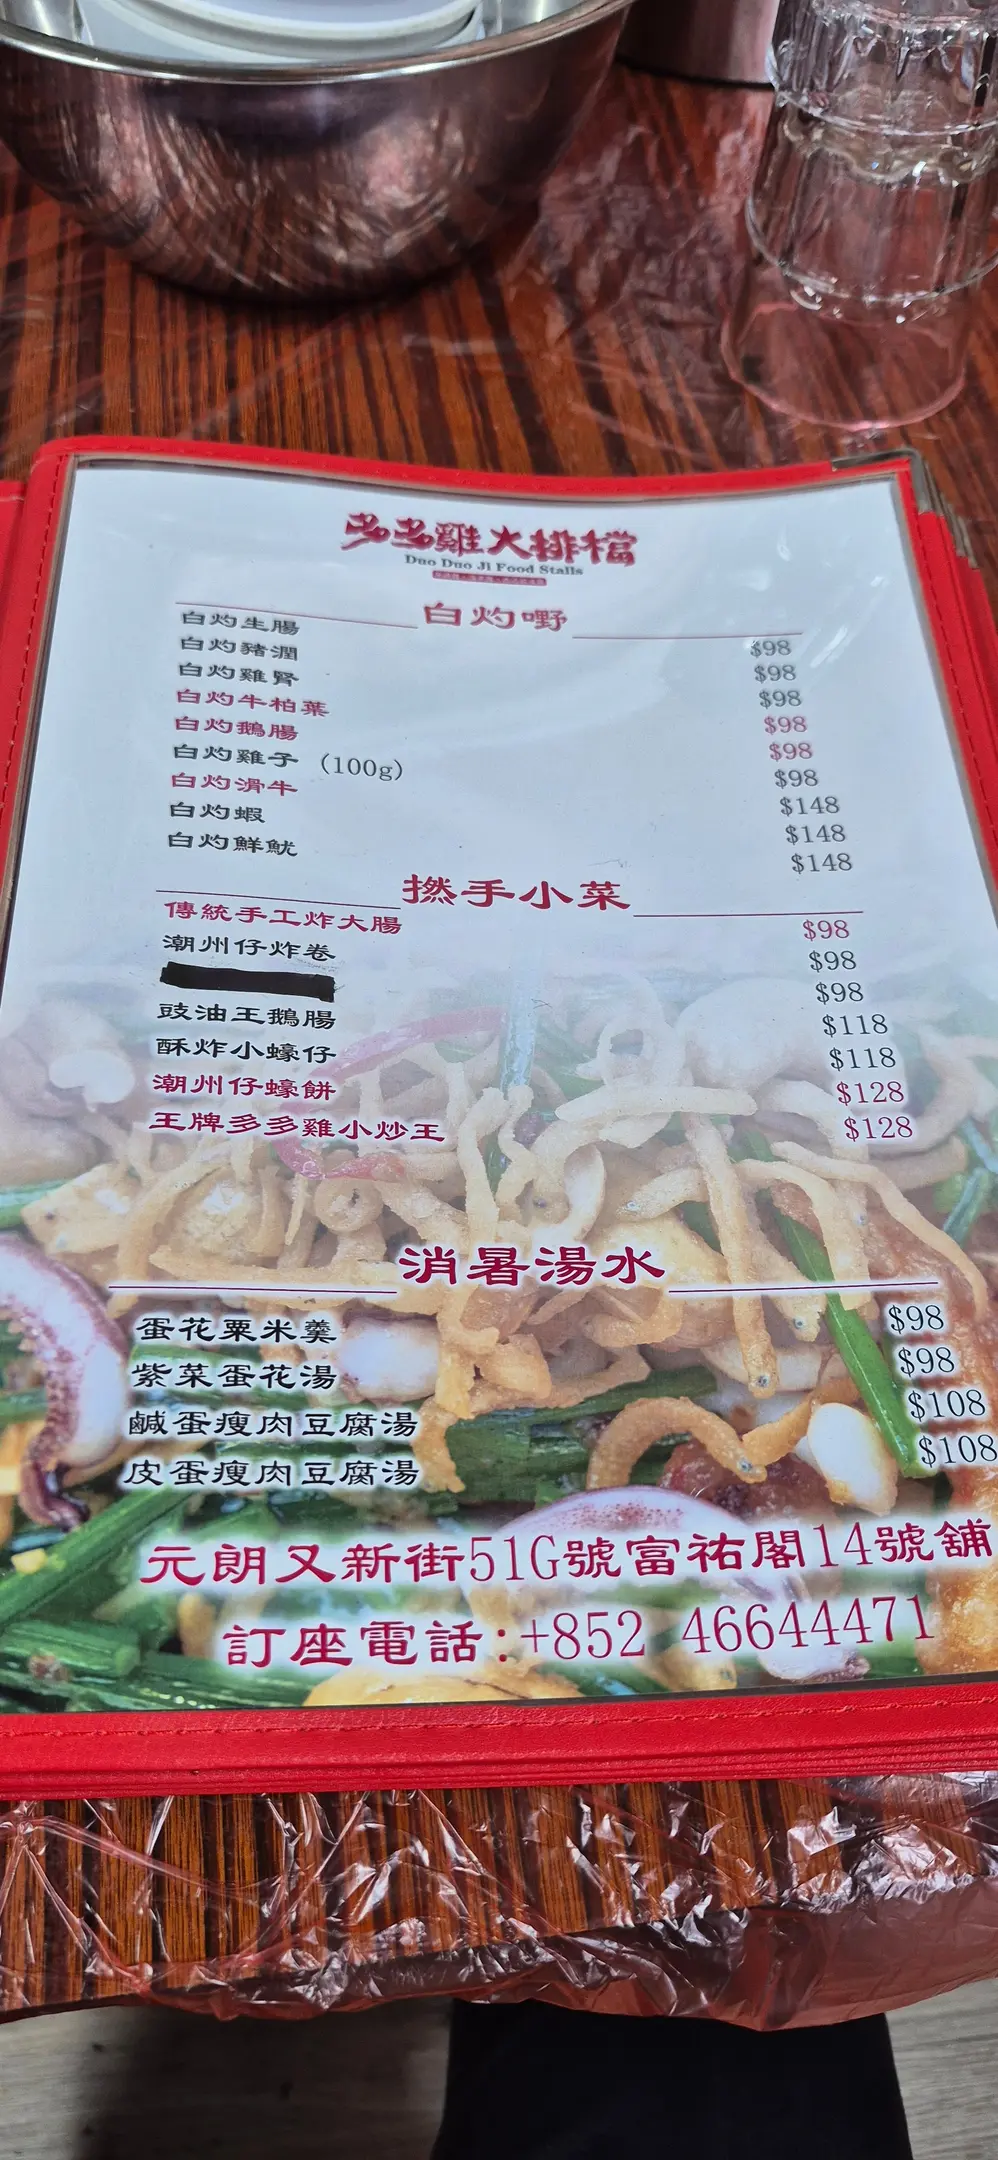 多多雞大排檔
Duo Duo Ji Food Stalls
白灼嘢
白灼生腸 $98
白灼豬潤 $98
白灼雞腎 $98
白灼牛柏葉 $98
白灼鵝腸 $98
白灼雞子 (100g) $98
白灼滑牛 $148
白灼蝦 $148
白灼鮮魷 $148
撚手小菜
傳統手工炸大腸 $98
潮州仔炸卷 $98
$98
豉油王鵝腸 $118
酥炸小蠔仔 $118
潮州仔蠔餅 $128
王牌多多雞小炒王 $128
消暑湯水
蛋花粟米羹 $98
紫菜蛋花湯 $98
鹹蛋瘦肉豆腐湯 $108
皮蛋瘦肉豆腐湯 $108
元朗又新街51G號富祐閣14號舖
訂座電話:+852 46644471